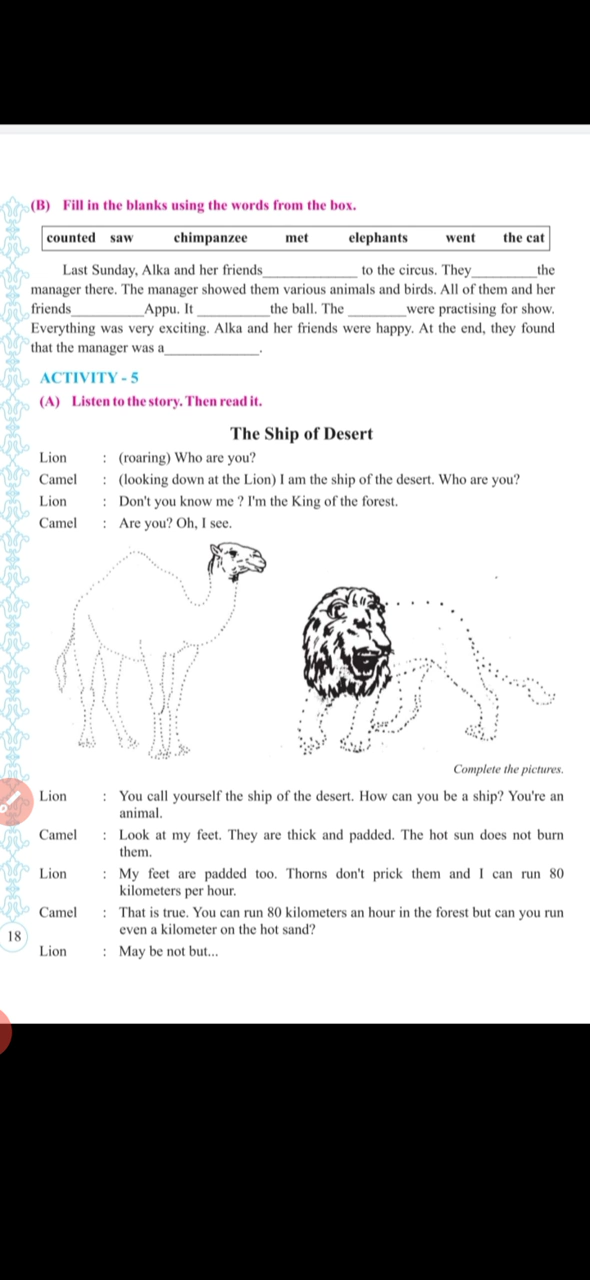 (B) Fill in the blanks using the words from the box.
counted saw chimpanzee met elephants went the cat
Last Sunday, Alka and her friends____________ to the circus. They________the
manager there. The manager showed them various animals and birds. All of them and her
friends_________Appu. It _________the ball. The _______were practising for show.
Everything was very exciting. Alka and her friends were happy. At the end, they found
that the manager was a____________.
ACTIVITY - 5
(A) Listen to the story. Then read it.
The Ship of Desert
Lion : (roaring) Who are you?
Camel : (looking down at the Lion) I am the ship of the desert. Who are you?
Lion : Don't you know me ? I'm the King of the forest.
Camel : Are you? Oh, I see.
Complete the pictures.
Lion : You call yourself the ship of the desert. How can you be a ship? You're an
animal.
Camel : Look at my feet. They are thick and padded. The hot sun does not burn
them.
Lion : My feet are padded too. Thorns don't prick them and I can run 80
kilometers per hour.
Camel : That is true. You can run 80 kilometers an hour in the forest but can you run
even a kilometer on the hot sand?
18
Lion : May be not but...